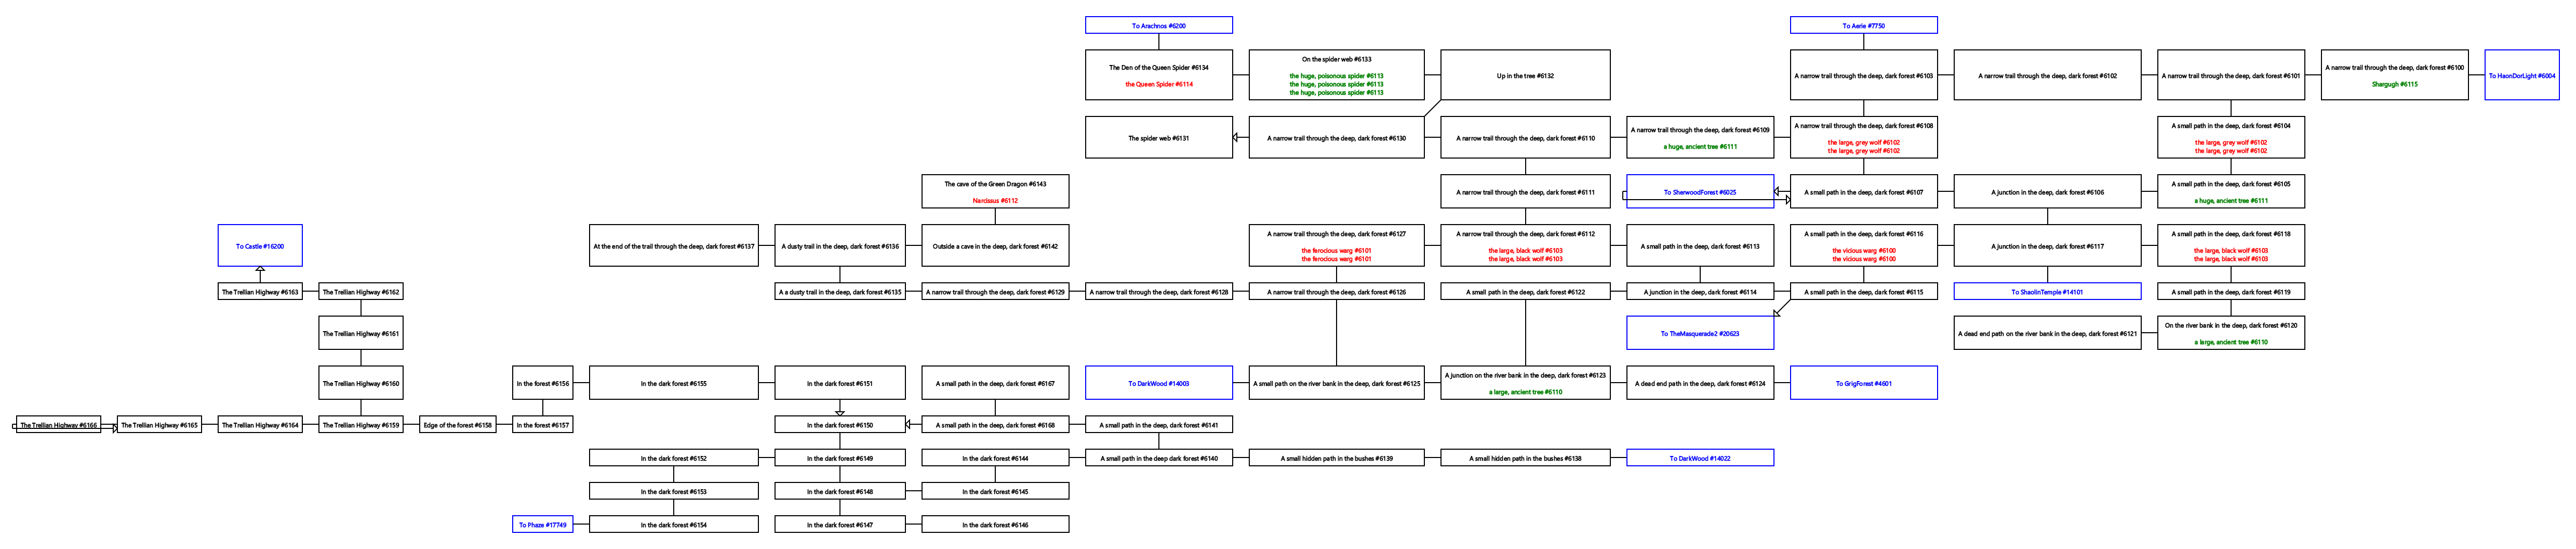 To Arachnos #6200
To Aerie #7750
The Den of the Queen Spider #6134
the Queen Spider #6114
On the spider web #6133
the huge, poisonous spider #6113
the huge, poisonous spider #6113
the huge, poisonous spider #6113
Up in the tree #6132
A narrow trail through the deep, dark forest #6103
A narrow trail through the deep, dark forest #6102
A narrow trail through the deep, dark forest #6101
A narrow trail through the deep, dark forest #6100
Shargugh #6115
To HaonDorLight #6004
The spider web #6131
A narrow trail through the deep, dark forest #6130
A narrow trail through the deep, dark forest #6110
A narrow trail through the deep, dark forest #6109
a huge, ancient tree #6111
A narrow trail through the deep, dark forest #6108
the large, grey wolf #6102
the large, grey wolf #6102
A small path in the deep, dark forest #6104
the large, grey wolf #6102
the large, grey wolf #6102
The cave of the Green Dragon #6143
Narcissus #6112
A narrow trail through the deep, dark forest #6111
To SherwoodForest #6025
A small path in the deep, dark forest #6107
A junction in the deep, dark forest #6106
A small path in the deep, dark forest #6105
a huge, ancient tree #6111
To Castle #16200
At the end of the trail through the deep, dark forest #6137
A dusty trail in the deep, dark forest #6136
Outside a cave in the deep, dark forest #6142
A narrow trail through the deep, dark forest #6127
the ferocious warg #6101
the ferocious warg #6101
A narrow trail through the deep, dark forest #6112
the large, black wolf #6103
the large, black wolf #6103
A small path in the deep, dark forest #6113
A small path in the deep, dark forest #6116
the vicious warg #6100
the vicious warg #6100
A junction in the deep, dark forest #6117
A small path in the deep, dark forest #6118
the large, black wolf #6103
the large, black wolf #6103
The Trellian Highway #6163
The Trellian Highway #6162
A a dusty trail in the deep, dark forest #6135
A narrow trail through the deep, dark forest #6129
A narrow trail through the deep, dark forest #6128
A narrow trail through the deep, dark forest #6126
A small path in the deep, dark forest #6122
A junction in the deep, dark forest #6114
A small path in the deep, dark forest #6115
To ShaolinTemple #14101
A small path in the deep, dark forest #6119
The Trellian Highway #6161
To TheMasquerade2 #20623
A dead end path on the river bank in the deep, dark forest #6121
On the river bank in the deep, dark forest #6120
a large, ancient tree #6110
The Trellian Highway #6160
In the forest #6156
In the dark forest #6155
In the dark forest #6151
A small path in the deep, dark forest #6167
To DarkWood #14003
A small path on the river bank in the deep, dark forest #6125
A junction on the river bank in the deep, dark forest #6123
a large, ancient tree #6110
A dead end path in the deep, dark forest #6124
To GrigForest #4601
The Trellian Highway #6166
The Trellian Highway #6165
The Trellian Highway #6164
The Trellian Highway #6159
Edge of the forest #6158
In the forest #6157
In the dark forest #6150
A small path in the deep, dark forest #6168
A small path in the deep, dark forest #6141
In the dark forest #6152
In the dark forest #6149
In the dark forest #6144
A small path in the deep dark forest #6140
A small hidden path in the bushes #6139
A small hidden path in the bushes #6138
To DarkWood #14022
In the dark forest #6153
In the dark forest #6148
In the dark forest #6145
To Phaze #17749
In the dark forest #6154
In the dark forest #6147
In the dark forest #6146